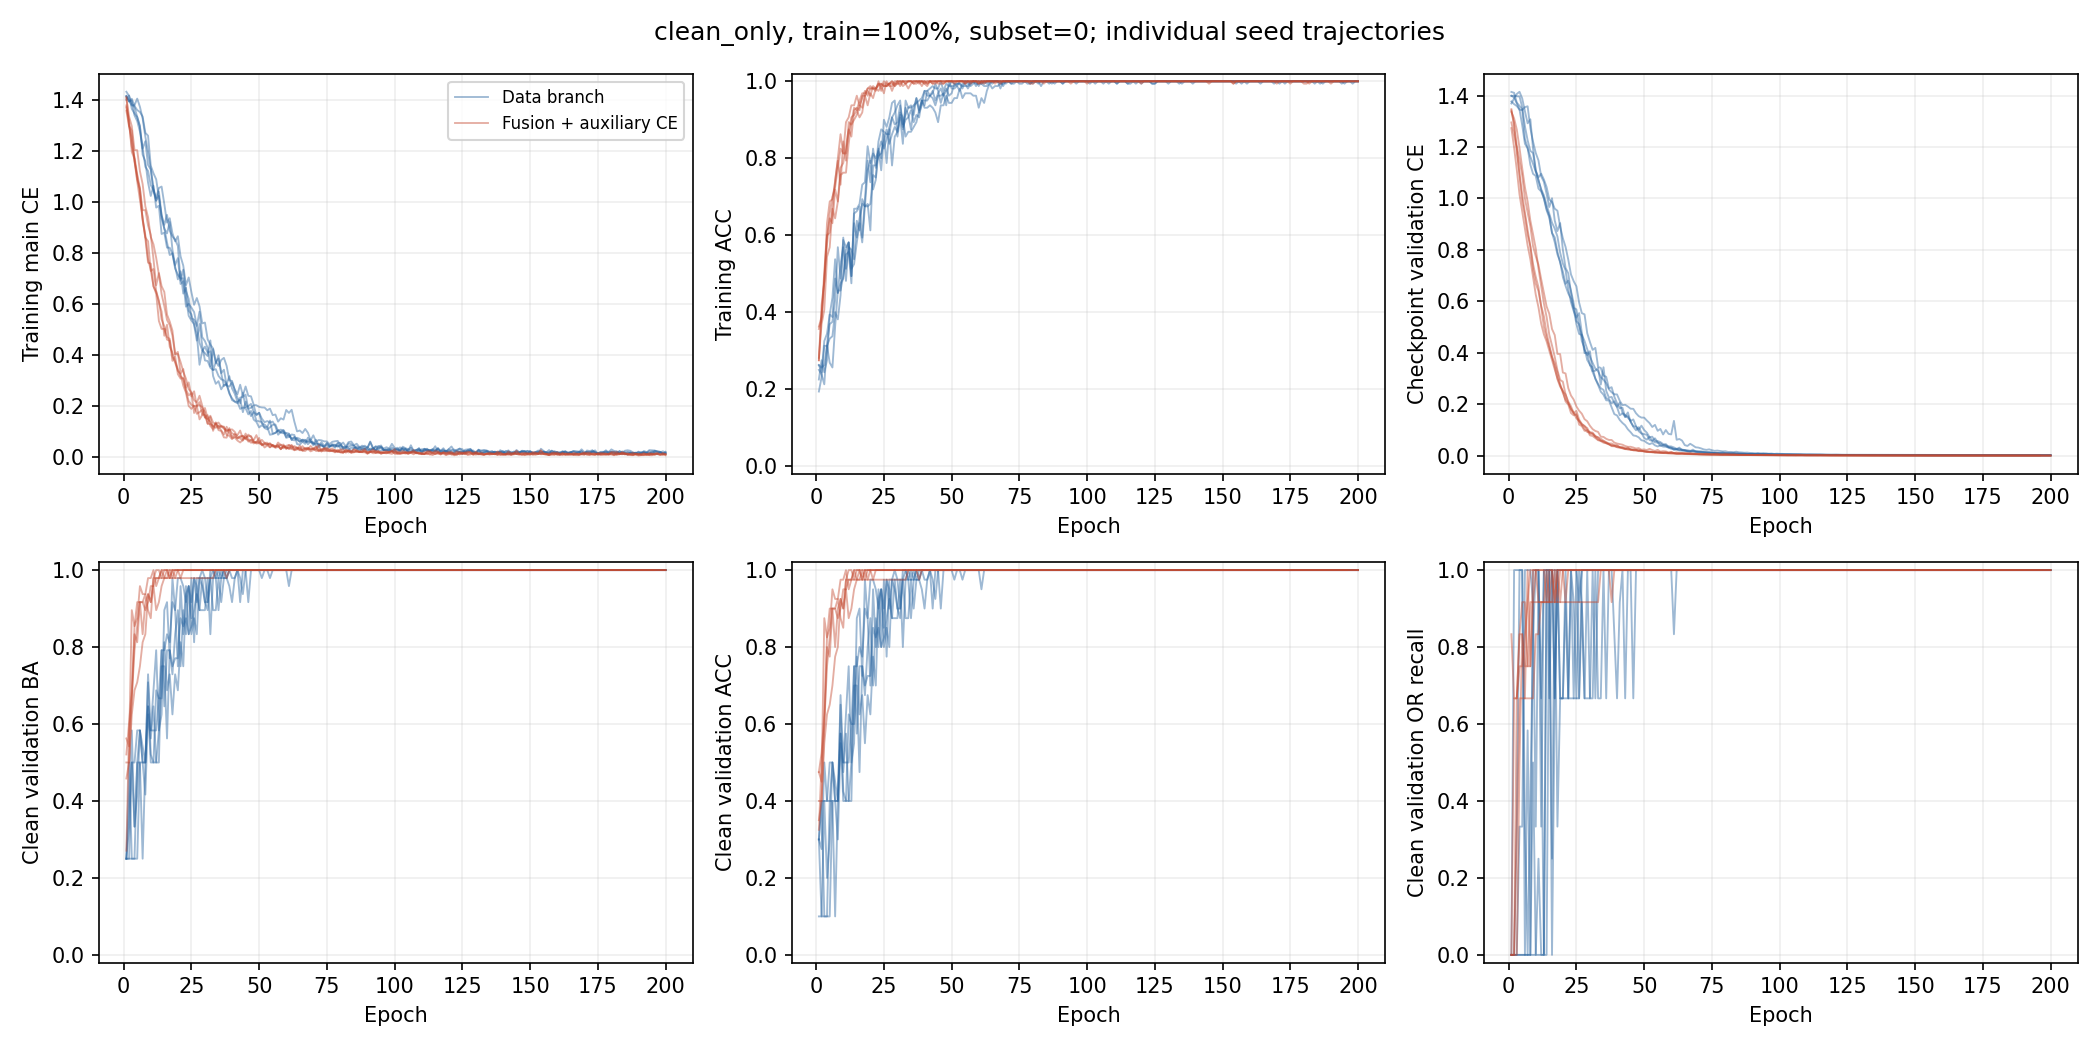 clean_only, train=100%, subset=0; individual seed trajectories
Training main CE
1.4
1.2
1.0
0.8
0.6
0.4
0.2
0.0
Data branch
Fusion + auxiliary CE
0 25 50 75 100 125 150 175 200
Epoch
Training ACC
1.0
0.8
0.6
0.4
0.2
0.0
0 25 50 75 100 125 150 175 200
Epoch
Checkpoint validation CE
1.4
1.2
1.0
0.8
0.6
0.4
0.2
0.0
0 25 50 75 100 125 150 175 200
Epoch
Clean validation BA
1.0
0.8
0.6
0.4
0.2
0.0
0 25 50 75 100 125 150 175 200
Epoch
Clean validation ACC
1.0
0.8
0.6
0.4
0.2
0.0
0 25 50 75 100 125 150 175 200
Epoch
Clean validation OR recall
1.0
0.8
0.6
0.4
0.2
0.0
0 25 50 75 100 125 150 175 200
Epoch